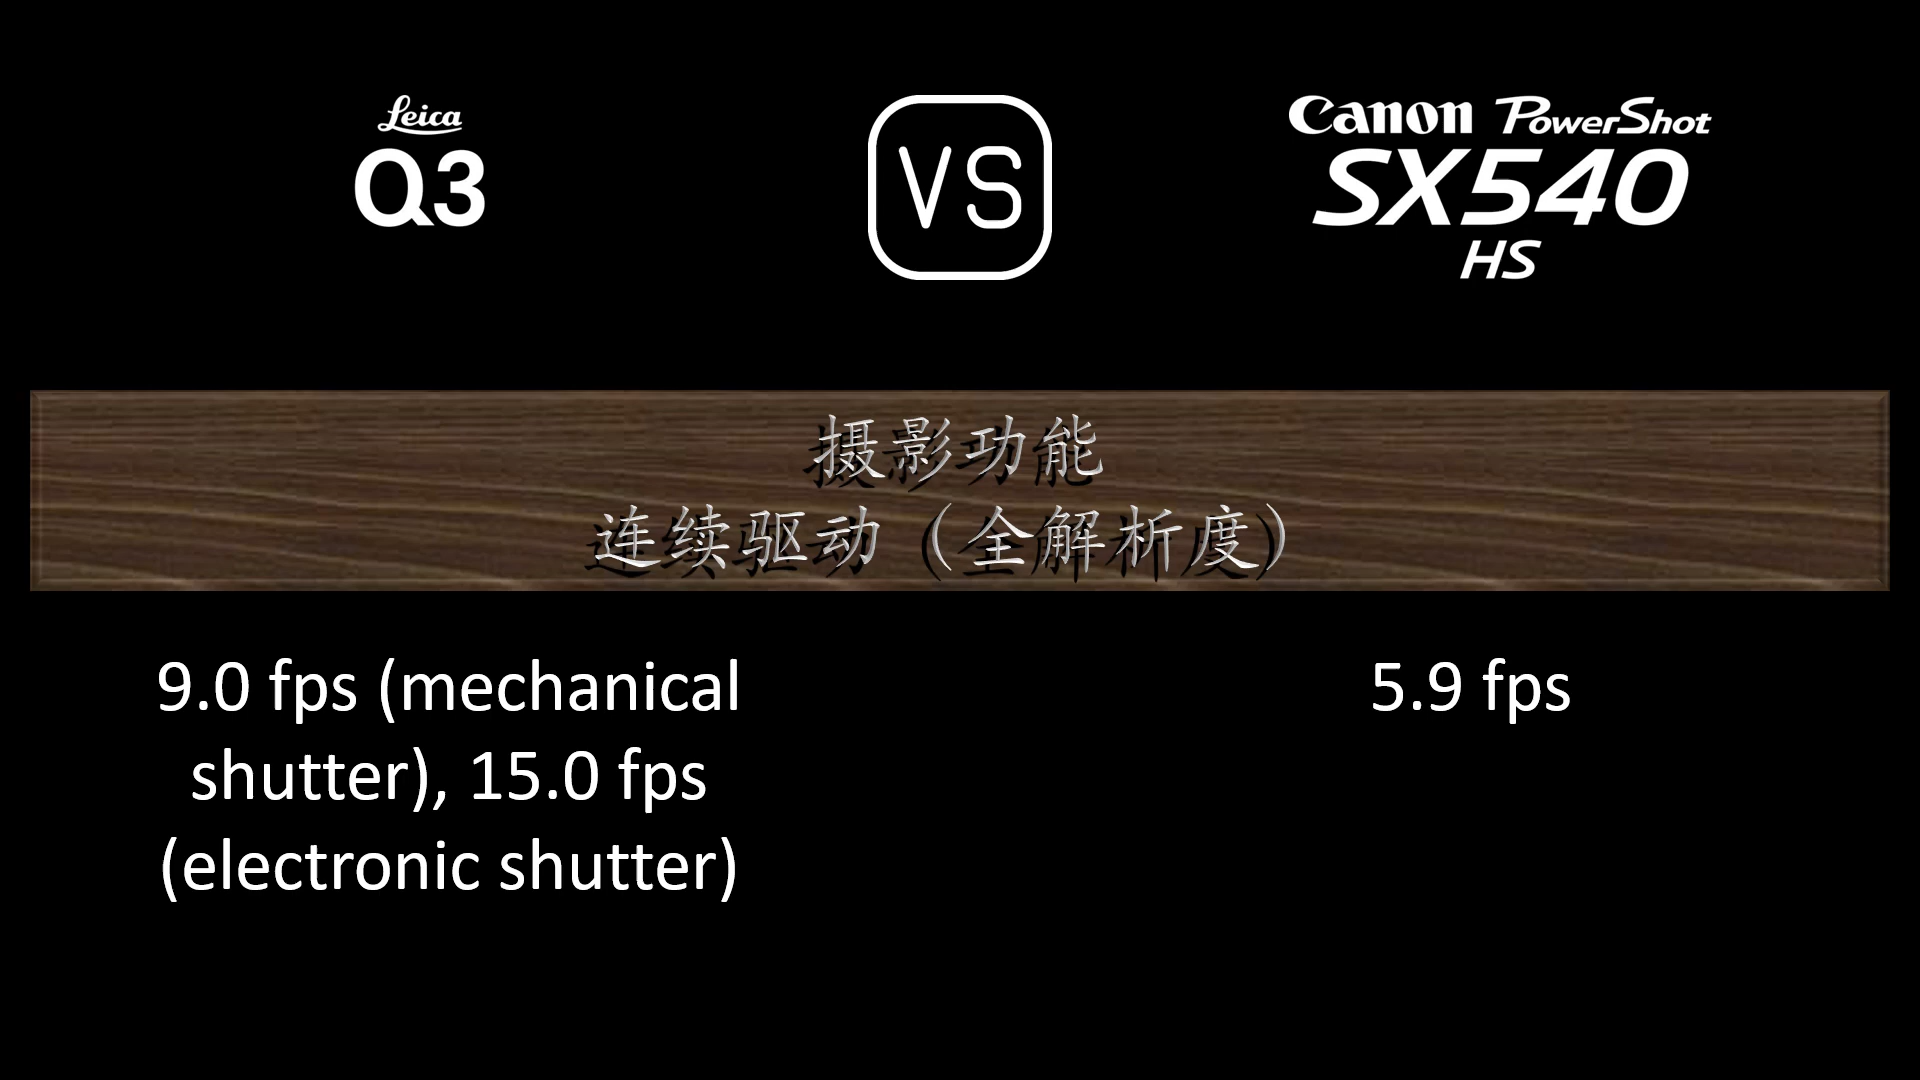 Leica
Q3
VS
Canon PowerShot
SX540
HS
摄影功能
连续驱动（全解析度）
9.0 fps (mechanical
shutter), 15.0 fps
(electronic shutter)
5.9 fps